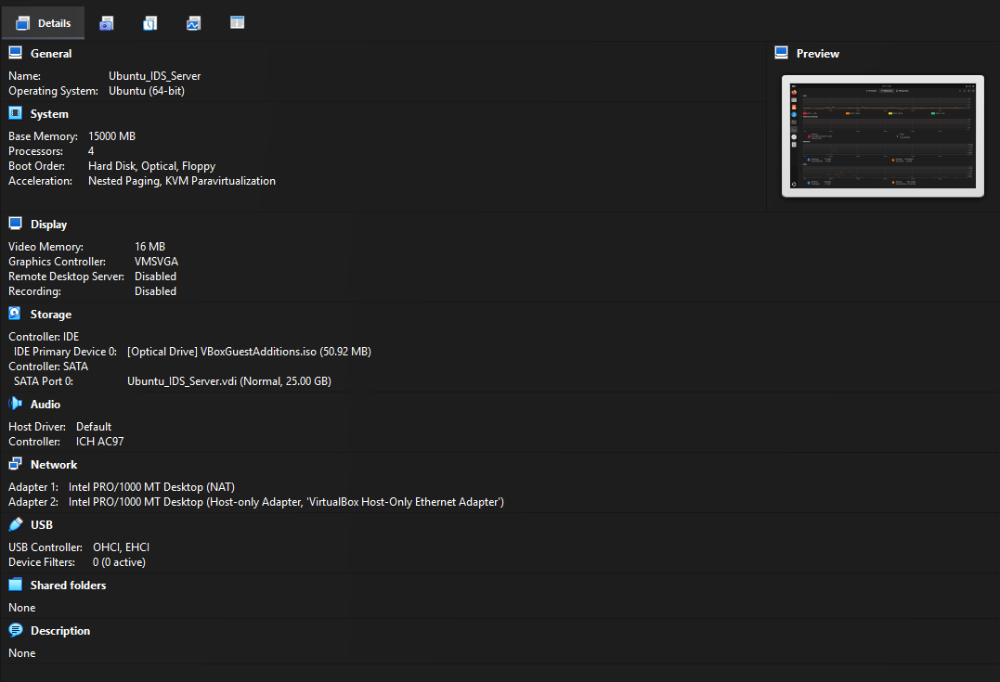 Details
General
Name: Ubuntu_IDS_Server
Operating System: Ubuntu (64-bit)
Preview
System
Base Memory: 15000 MB
Processors: 4
Boot Order: Hard Disk, Optical, Floppy
Acceleration: Nested Paging, KVM Paravirtualization
Display
Video Memory: 16 MB
Graphics Controller: VMSVGA
Remote Desktop Server: Disabled
Recording: Disabled
Storage
Controller: IDE
IDE Primary Device 0: [Optical Drive] VBoxGuestAdditions.iso (50.92 MB)
Controller: SATA
SATA Port 0: Ubuntu_IDS_Server.vdi (Normal, 25.00 GB)
Audio
Host Driver: Default
Controller: ICH AC97
Network
Adapter 1: Intel PRO/1000 MT Desktop (NAT)
Adapter 2: Intel PRO/1000 MT Desktop (Host-only Adapter, 'VirtualBox Host-Only Ethernet Adapter')
USB
USB Controller: OHCI, EHCI
Device Filters: 0 (0 active)
Shared folders
None
Description
None